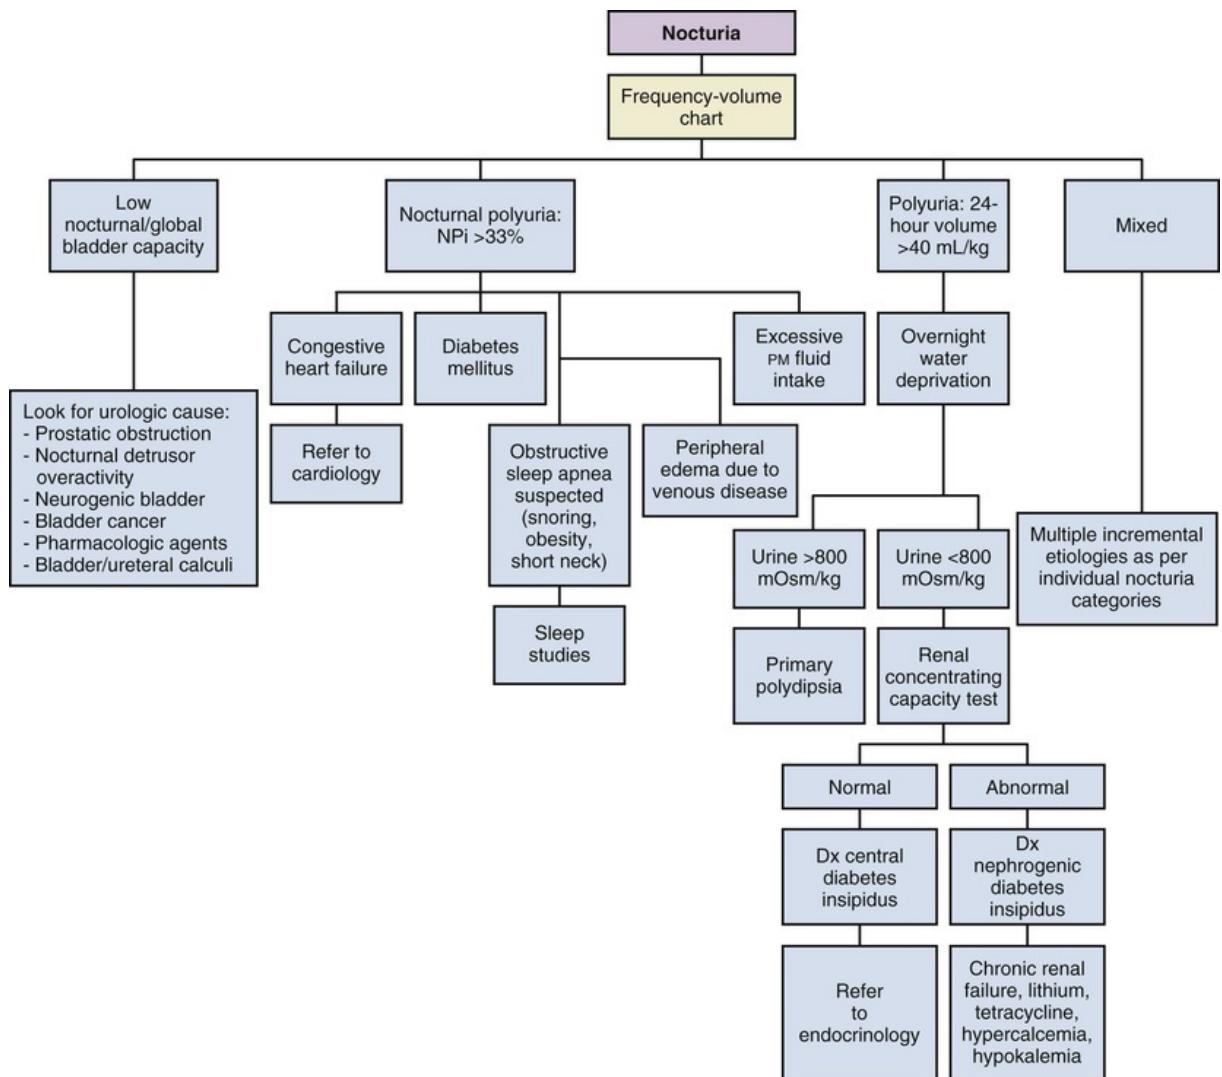 Nocturia
Frequency-volume
chart
Low
nocturnal/global
bladder capacity
Nocturnal polyuria:
NPi >33%
Polyuria: 24-
hour volume
>40 mL/kg
Mixed
Congestive
heart failure
Diabetes
mellitus
Excessive
PM fluid
intake
Overnight
water
deprivation
Look for urologic cause:
- Prostatic obstruction
- Nocturnal detrusor
overactivity
- Neurogenic bladder
- Bladder cancer
- Pharmacologic agents
- Bladder/ureteral calculi
Refer to
cardiology
Obstructive
sleep apnea
suspected
(snoring,
obesity,
short neck)
Peripheral
edema due to
venous disease
Sleep
studies
Urine >800
mOsm/kg
Urine <800
mOsm/kg
Multiple incremental
etiologies as per
individual nocturia
categories
Primary
polydipsia
Renal
concentrating
capacity test
Normal
Abnormal
Dx central
diabetes
insipidus
Dx
nephrogenic
diabetes
insipidus
Refer
to
endocrinology
Chronic renal
failure, lithium,
tetracycline,
hypercalcemia,
hypokalemia